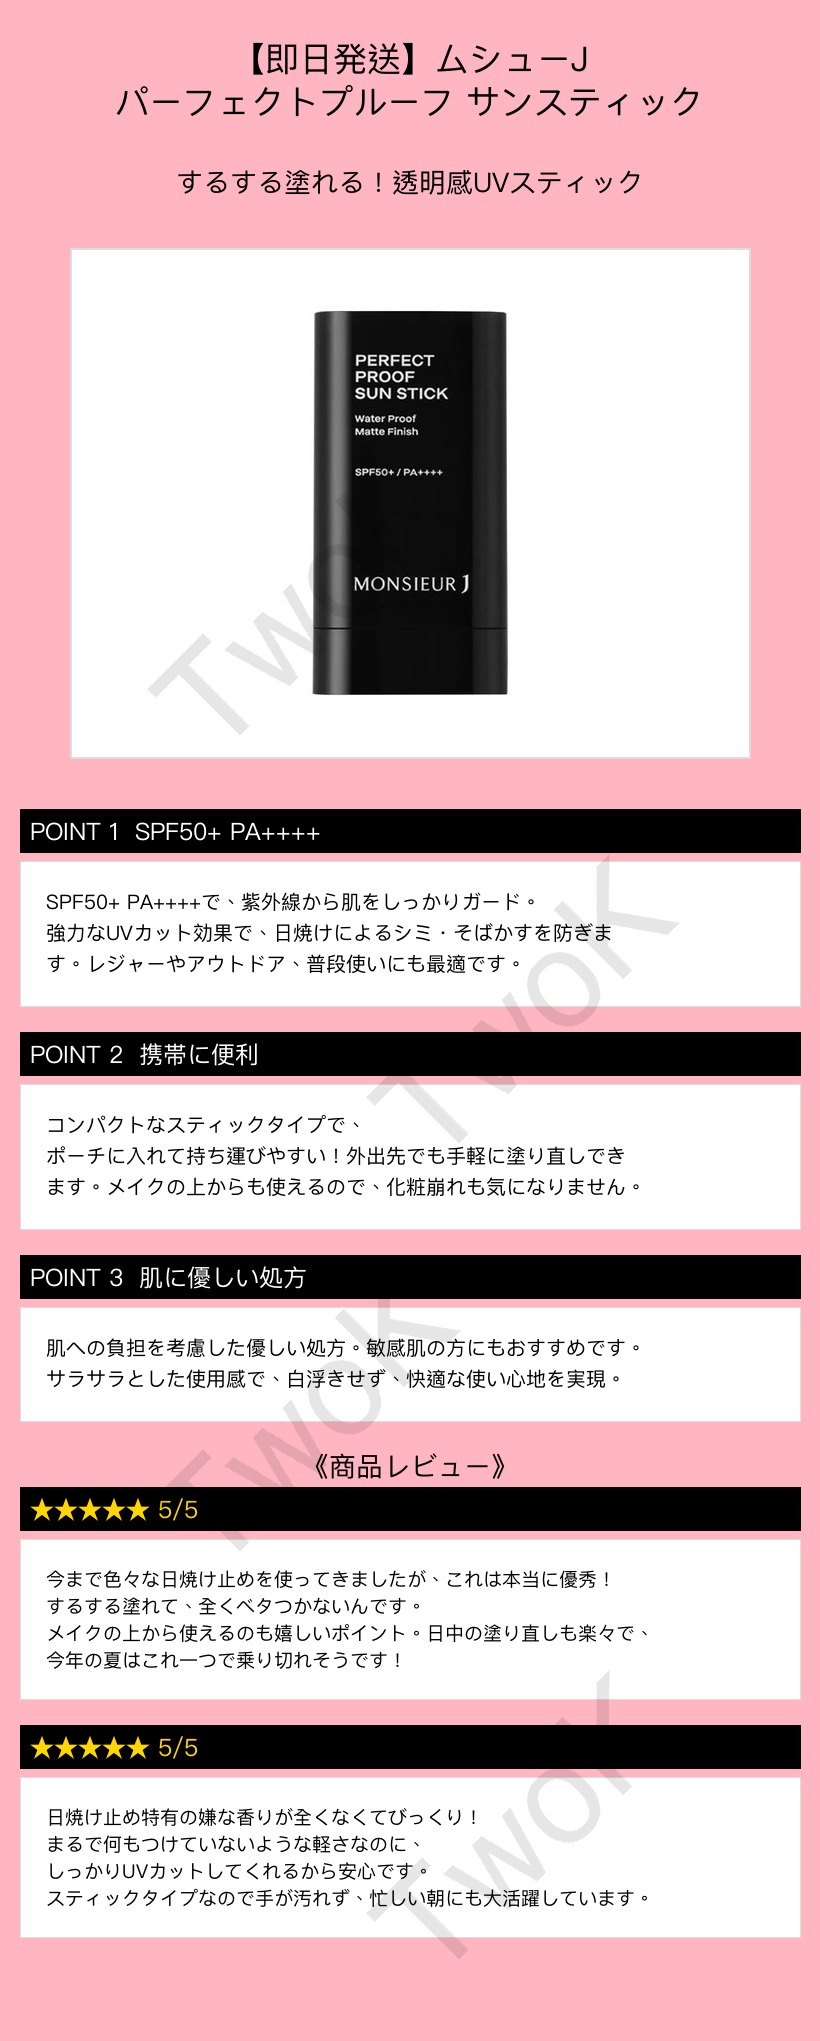 【即日発送】ムシューJ
パーフェクトプルーフ サンスティック
するする塗れる！透明感UVスティック
PERFECT
PROOF
SUN STICK
Water Proof
Matte Finish
SPF50+ / PA++++
MONSIEUR J
TwoK
POINT 1 SPF50+ PA++++
SPF50+ PA++++で、紫外線から肌をしっかりガード。
強力なUVカット効果で、日焼けによるシミ・そばかすを防ぎま
す。レジャーやアウトドア、普段使いにも最適です。
TwoK
POINT 2 携帯に便利
コンパクトなスティックタイプで、
ポーチに入れて持ち運びやすい！外出先でも手軽に塗り直しでき
ます。メイクの上からも使えるので、化粧崩れも気になりません。
POINT 3 肌に優しい処方
肌への負担を考慮した優しい処方。敏感肌の方にもおすすめです。
サラサラとした使用感で、白浮きせず、快適な使い心地を実現。
TwoK
《商品レビュー》
★★★★★ 5/5
今まで色々な日焼け止めを使ってきましたが、これは本当に優秀！
するする塗れて、全くベタつかないんです。
メイクの上から使えるのも嬉しいポイント。日中の塗り直しも楽々で、
今年の夏はこれ一つで乗り切れそうです！
★★★★★ 5/5
日焼け止め特有の嫌な香りが全くなくてびっくり！
まるで何もつけていないような軽さなのに、
しっかりUVカットしてくれるから安心です。
スティックタイプなので手が汚れず、忙しい朝にも大活躍しています。
TwoK